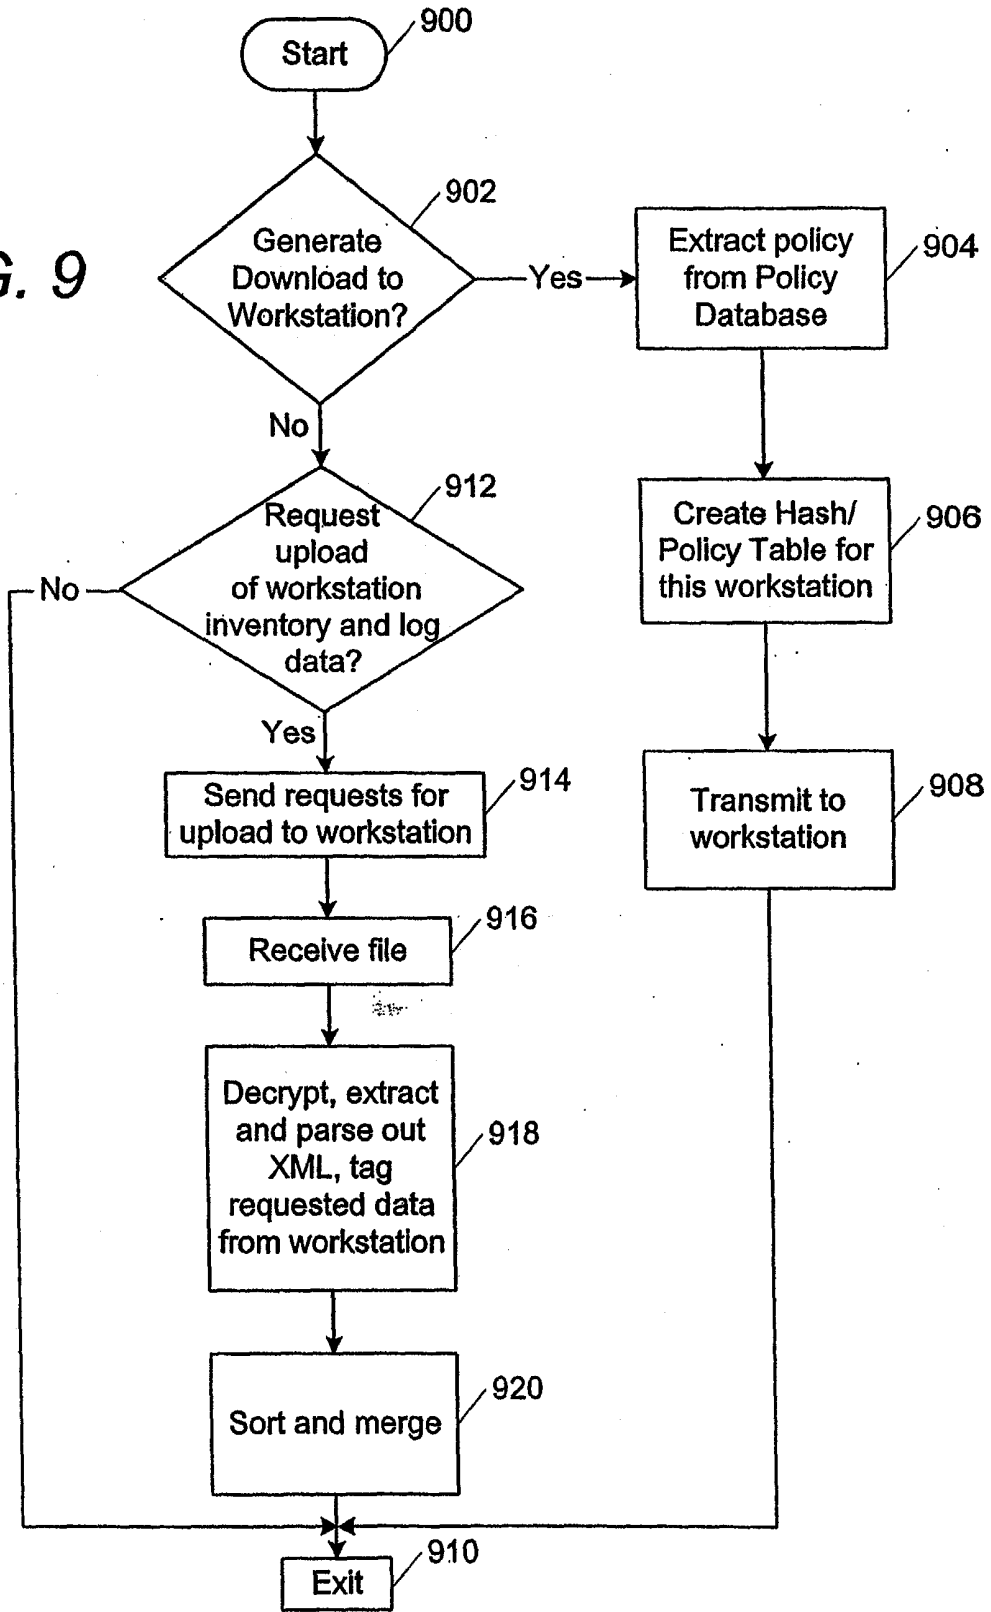 Start
900
G. 9
902
Generate
Download to
Workstation?
Yes
Extract policy
from Policy
Database
904
No
912
Request
upload
of workstation
inventory and log
data?
No
Create Hash/
Policy Table for
this workstation
906
Yes
Send requests for
upload to workstation
914
Transmit to
workstation
908
Receive file
916
Decrypt, extract
and parse out
XML, tag
requested data
from workstation
918
Sort and merge
920
Exit
910